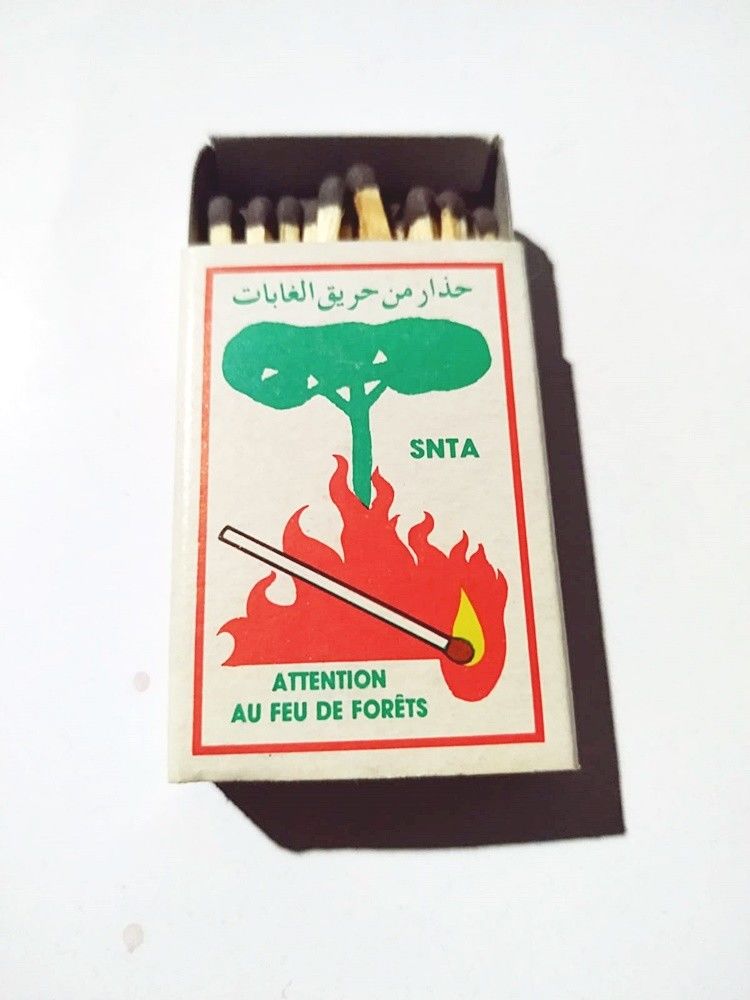 حذار من حريق الغابات
SNTA
ATTENTION
AU FEU DE FORÊTS